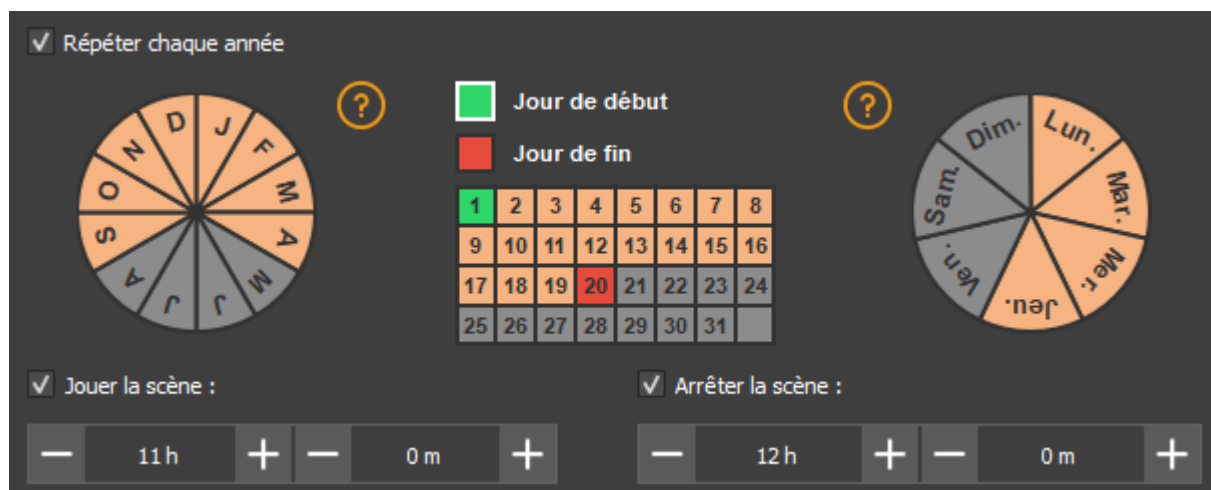 Répéter chaque année
J
F
M
A
M
J
J
A
S
O
N
D
?
Jour de début
Jour de fin
1 2 3 4 5 6 7 8
9 10 11 12 13 14 15 16
17 18 19 20 21 22 23 24
25 26 27 28 29 30 31
?
Lun.
Mar.
Mer.
Jeu.
Ven.
Sam.
Dim.
Jouer la scène :
11 h
0 m
Arrêter la scène :
12 h
0 m